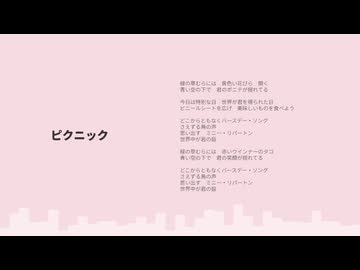 ピクニック
緑の草むらには　黄色い花びら　開く
青い空の下で　君のポニテが揺れてる
今日は特別な日　世界が君を得られた日
ビニールシートを広げ　美味しいものを食べよう
どこからともなくバースデー・ソング
さえずる鳥の声
思い出す　ミニー・リパートン
世界中が君の庭
緑の草むらには　赤いウインナーのタコ
青い空の下で　君の笑顔が揺れてる
どこからともなくバースデー・ソング
さえずる鳥の声
思い出す　ミニー・リパートン
世界中が君の庭